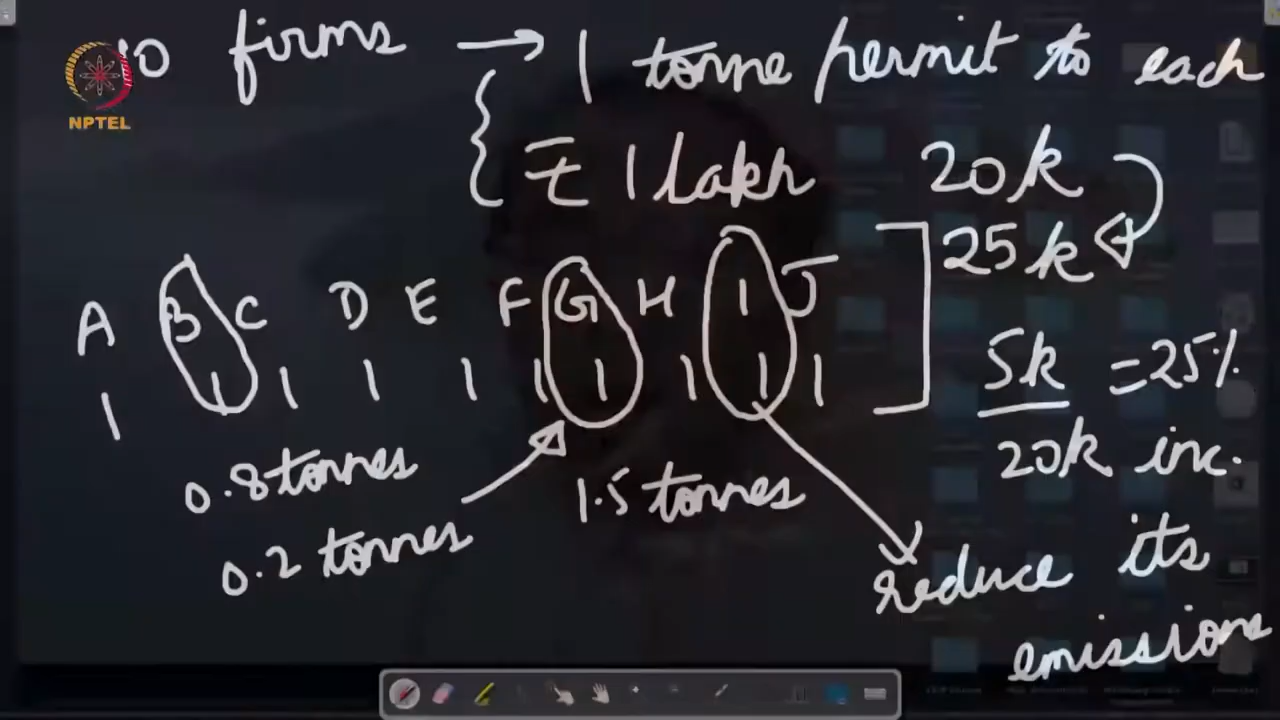 10 firms → 1 tonne permit to each
NPTEL
₹ 1 lakh 20k
25k
A B C D E F G H I J
1 1 1 1 1 1 1 1 1 1
5k = 25%
20k inc.
0.8 tonnes 1.5 tonnes
0.2 tonnes
reduce its
emissions